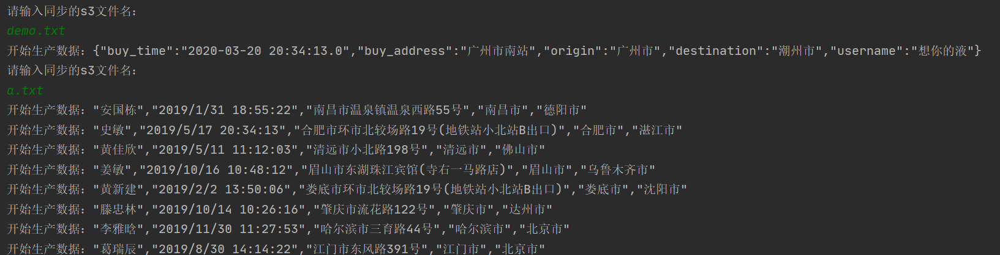 请输入同步的s3文件名：
demo.txt
开始生产数据：{"buy_time":"2020-03-20 20:34:13.0","buy_address":"广州市南站","origin":"广州市","destination":"潮州市","username":"想你的液"}
请输入同步的s3文件名：
a.txt
开始生产数据："安国栋","2019/1/31 18:55:22","南昌市温泉镇温泉西路55号","南昌市","德阳市"
开始生产数据："史敏","2019/5/17 20:34:13","合肥市环市北较场路19号(地铁站小北站B出口)","合肥市","湛江市"
开始生产数据："黄佳欣","2019/5/11 11:12:03","清远市小北路198号","清远市","佛山市"
开始生产数据："姜敏","2019/10/16 10:48:12","眉山市东湖珠江宾馆(寺右一马路店)","眉山市","乌鲁木齐市"
开始生产数据："黄新建","2019/2/2 13:50:06","娄底市环市北较场路19号(地铁站小北站B出口)","娄底市","沈阳市"
开始生产数据："滕忠林","2019/10/14 10:26:16","肇庆市流花路122号","肇庆市","达州市"
开始生产数据："李雅晗","2019/11/30 11:27:53","哈尔滨市三育路44号","哈尔滨市","北京市"
开始生产数据："葛瑞辰","2019/8/30 14:14:22","江门市东风路391号","江门市","北京市"